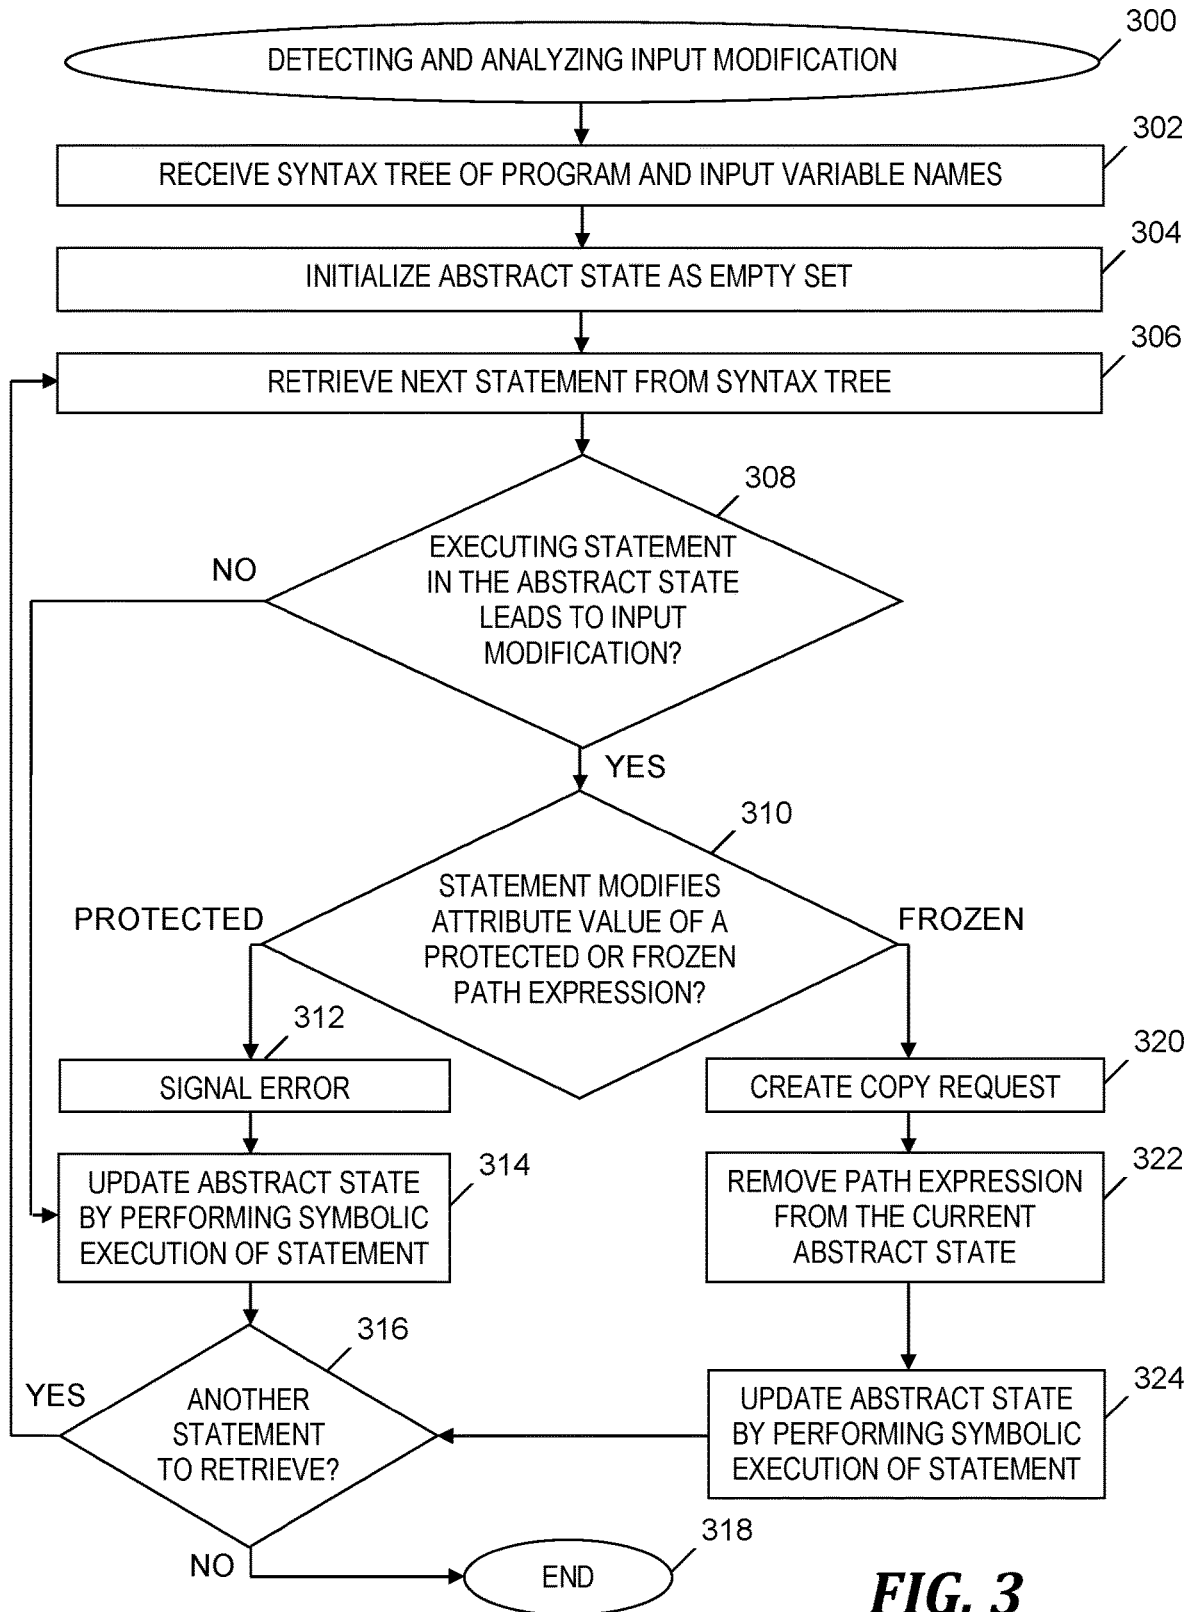 300
DETECTING AND ANALYZING INPUT MODIFICATION
302
RECEIVE SYNTAX TREE OF PROGRAM AND INPUT VARIABLE NAMES
304
INITIALIZE ABSTRACT STATE AS EMPTY SET
306
RETRIEVE NEXT STATEMENT FROM SYNTAX TREE
308
EXECUTING STATEMENT
IN THE ABSTRACT STATE
LEADS TO INPUT
MODIFICATION?
NO
YES
310
STATEMENT MODIFIES
ATTRIBUTE VALUE OF A
PROTECTED OR FROZEN
PATH EXPRESSION?
PROTECTED
FROZEN
312
SIGNAL ERROR
320
CREATE COPY REQUEST
314
UPDATE ABSTRACT STATE
BY PERFORMING SYMBOLIC
EXECUTION OF STATEMENT
322
REMOVE PATH EXPRESSION
FROM THE CURRENT
ABSTRACT STATE
316
YES
ANOTHER
STATEMENT
TO RETRIEVE?
324
UPDATE ABSTRACT STATE
BY PERFORMING SYMBOLIC
EXECUTION OF STATEMENT
NO
318
END
FIG. 3